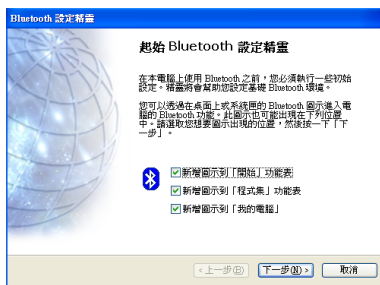 Bluetooth 設定精靈
起始 Bluetooth 設定精靈
在本電腦上使用 Bluetooth 之前，您必須執行一些初始
設定。精靈將會幫助您設定基礎 Bluetooth 環境。
您可以透過在桌面上或系統匣的 Bluetooth 圖示進入電
腦的 Bluetooth 功能。此圖示也可能出現在下列位置
中。請選取您想要圖示出現的位置，然後按一下「下
一步」。
新增圖示到「開始」功能表
新增圖示到「程式集」功能表
新增圖示到「我的電腦」
<上一步(B) 下一步(N)> 取消